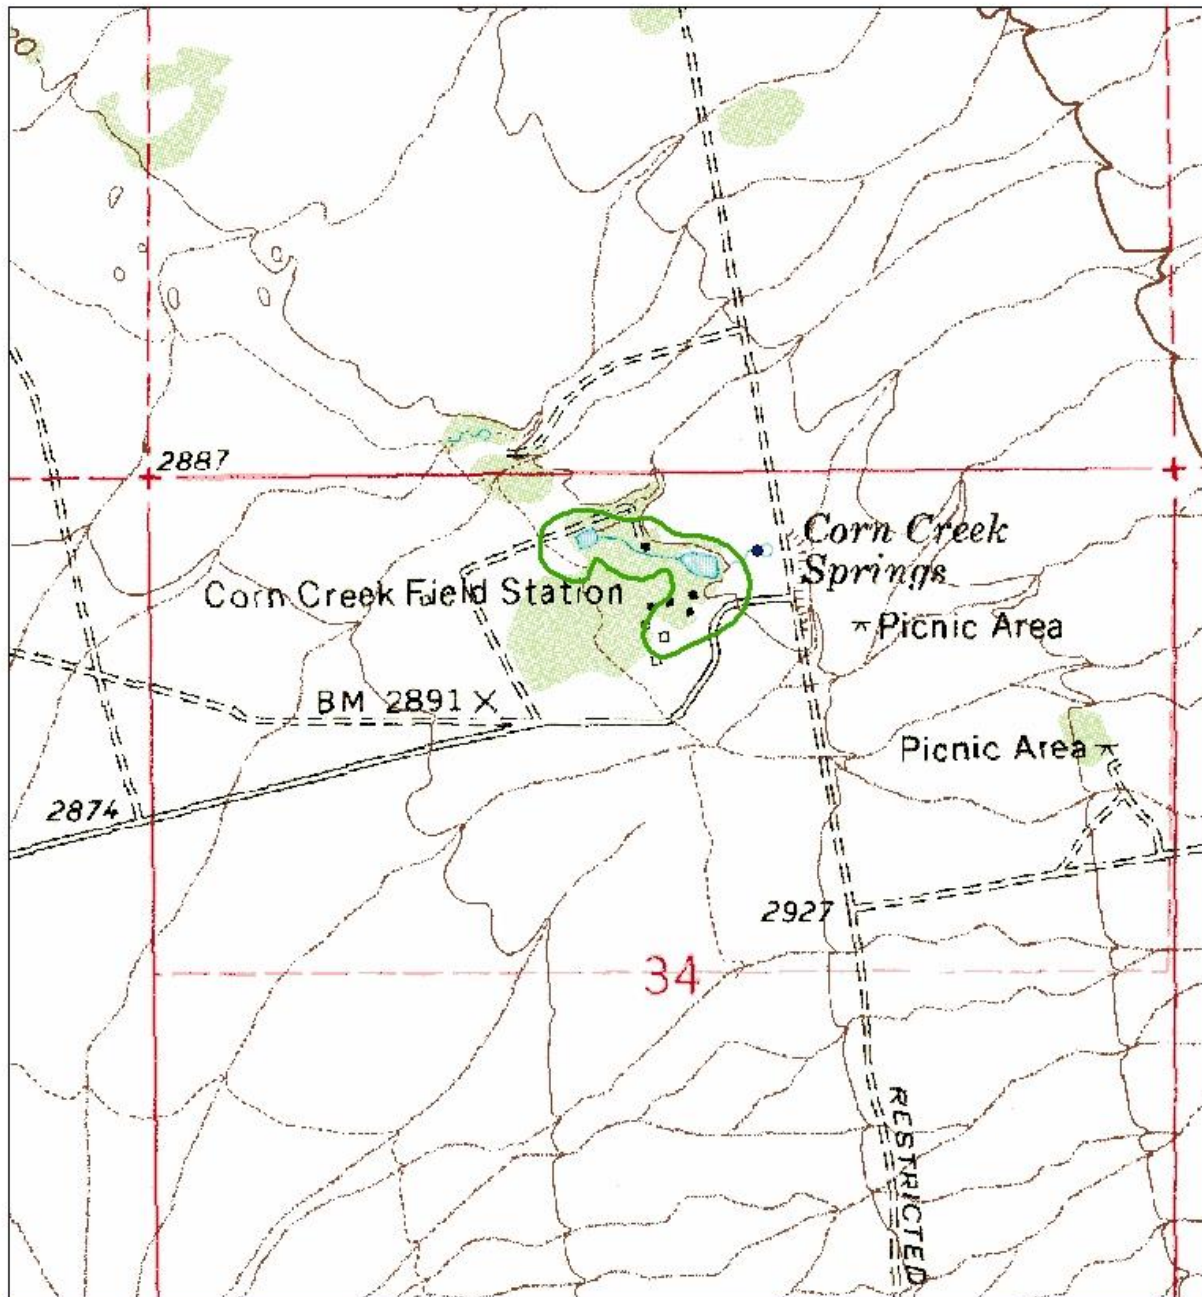 2887
Corn Creek
Springs
Corn Creek Field Station
Picnic Area
BM 2891
Picnic Area
2874
2927
34
RESTRICTED